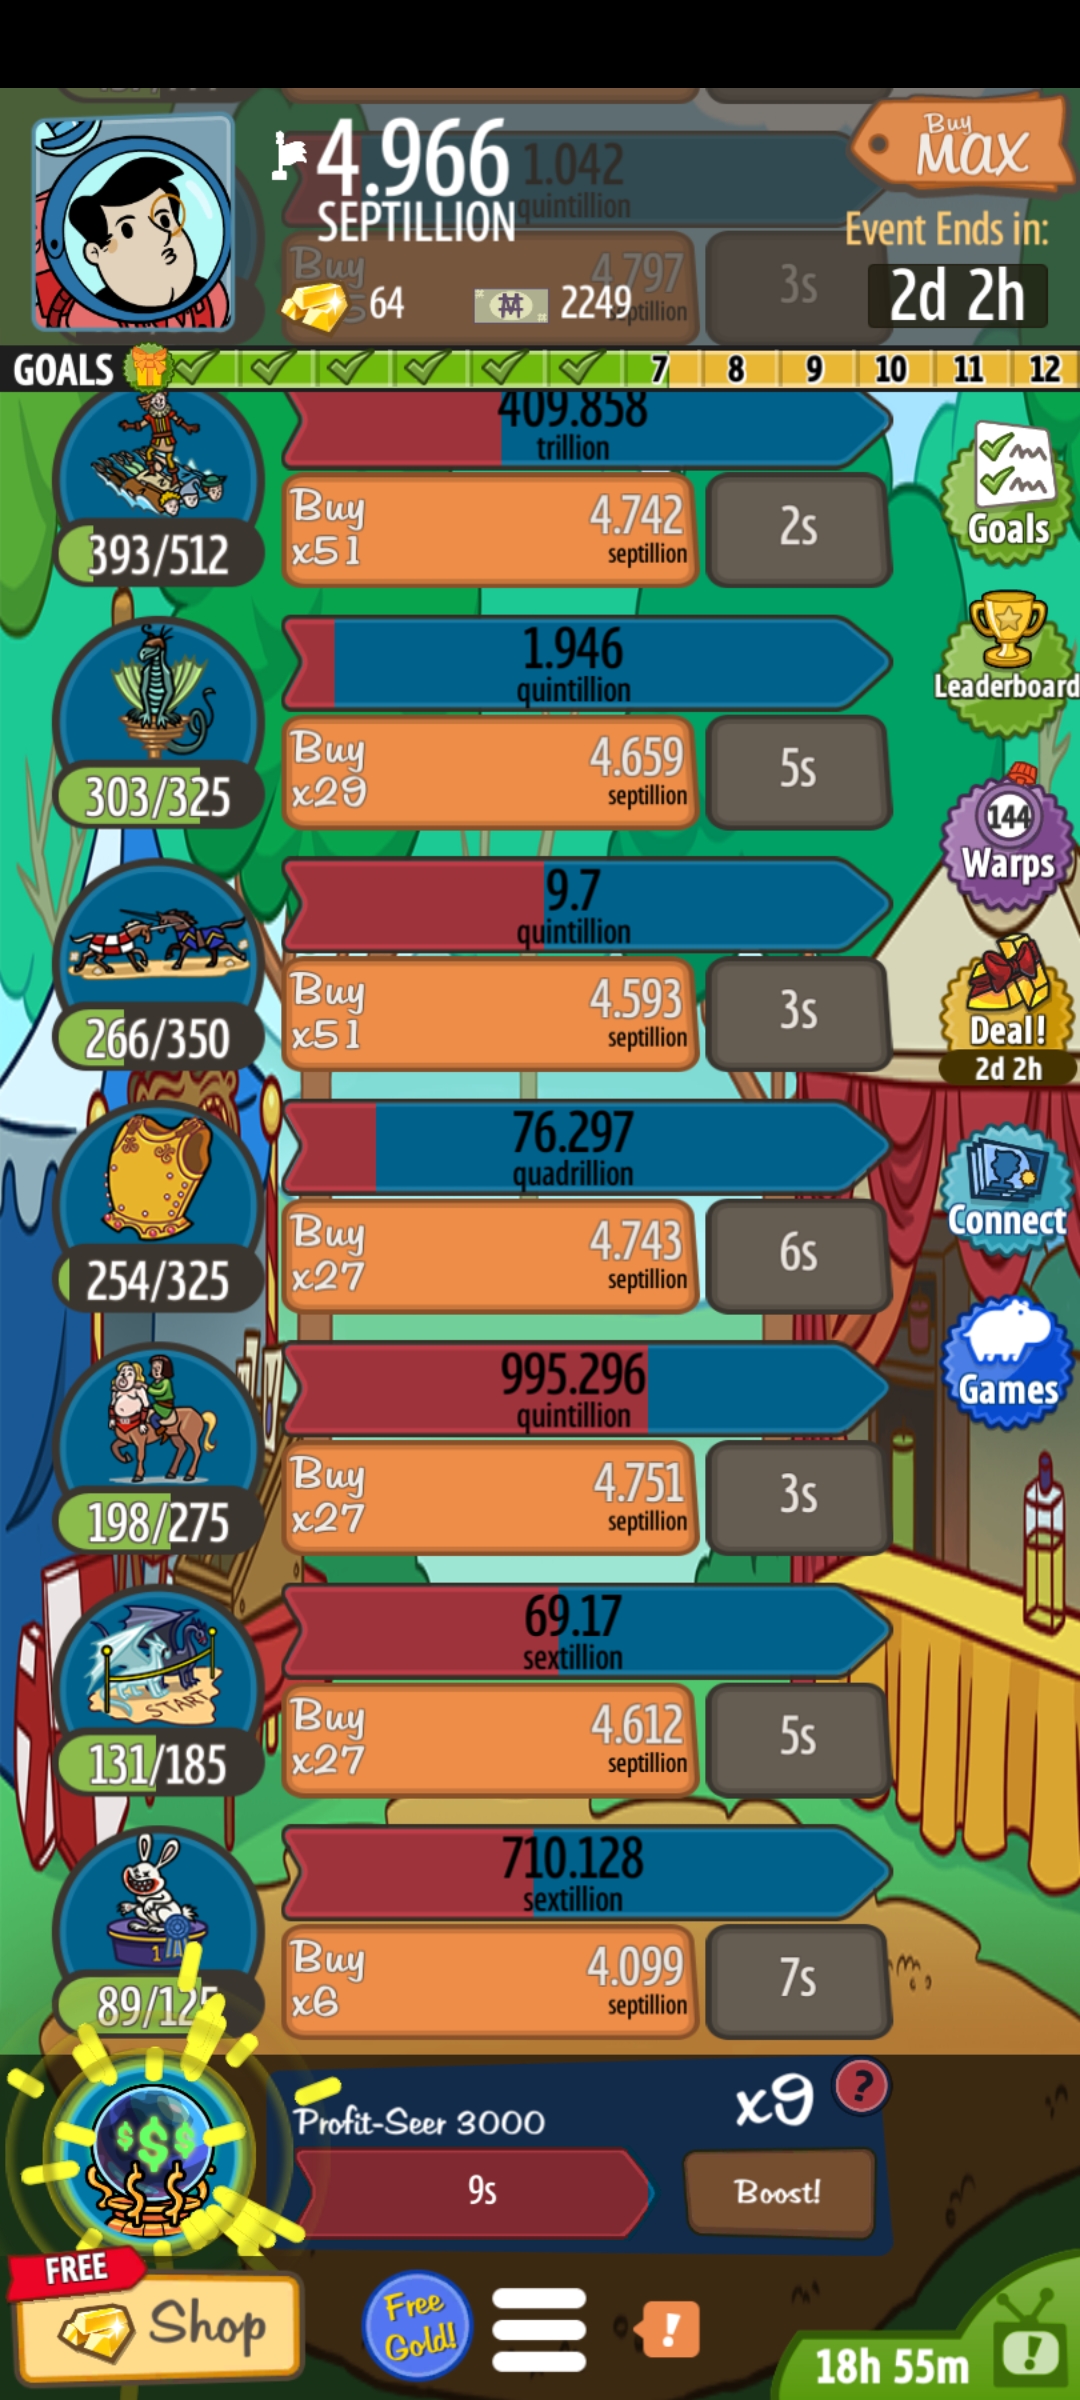 4.966
SEPTILLION
64
2249
1.042
quintillion
Buy
4.797
septillion
3s
Buy
MAX
Event Ends in:
2d 2h
GOALS
7 8 9 10 11 12
409.858
trillion
393/512
Buy
x51
4.742
septillion
2s
Goals
Leaderboard
1.946
quintillion
303/325
Buy
x29
4.659
septillion
5s
144
Warps
9.7
quintillion
266/350
Buy
x51
4.593
septillion
3s
Deal!
2d 2h
76.297
quadrillion
254/325
Buy
x27
4.743
septillion
6s
Connect
995.296
quintillion
198/275
Buy
x27
4.751
septillion
3s
Games
69.17
sextillion
START
131/185
Buy
x27
4.612
septillion
5s
710.128
sextillion
1
89/125
Buy
x6
4.099
septillion
7s
$$$
Profit-Seer 3000
x9
?
9s
Boost!
FREE
Shop
Free
Gold!
!
18h 55m
!